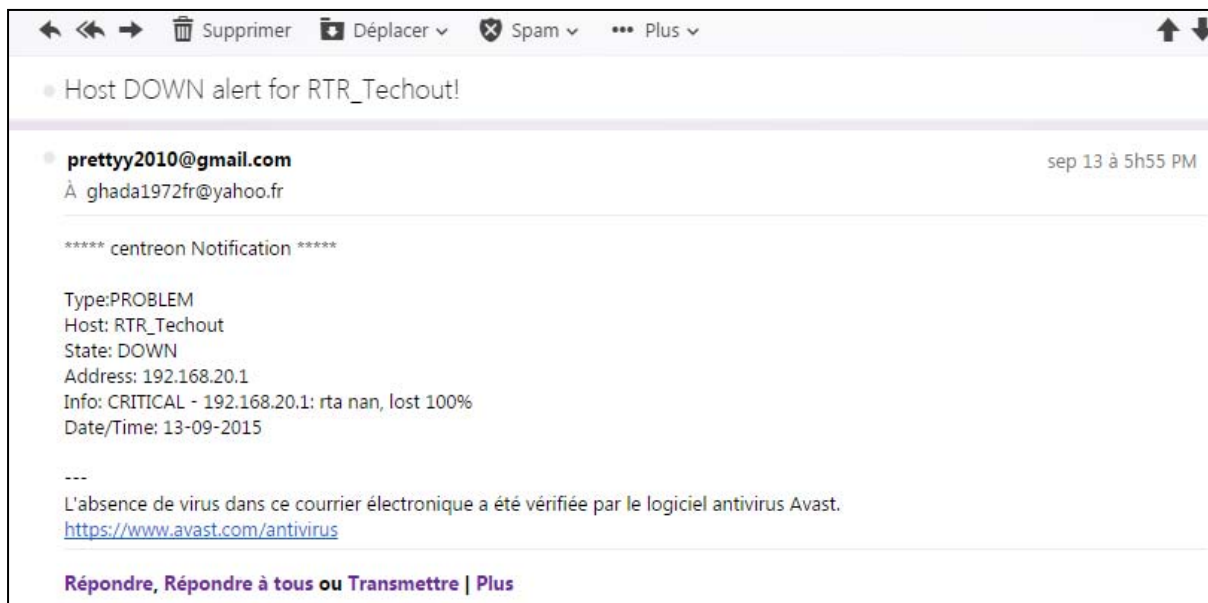 Supprimer Déplacer Spam Plus
Host DOWN alert for RTR_Techout!
prettyy2010@gmail.com sep 13 à 5h55 PM
À ghada1972fr@yahoo.fr
***** centreon Notification *****
Type:PROBLEM
Host: RTR_Techout
State: DOWN
Address: 192.168.20.1
Info: CRITICAL - 192.168.20.1: rta nan, lost 100%
Date/Time: 13-09-2015
---
L'absence de virus dans ce courrier électronique a été vérifiée par le logiciel antivirus Avast.
https://www.avast.com/antivirus
Répondre, Répondre à tous ou Transmettre | Plus